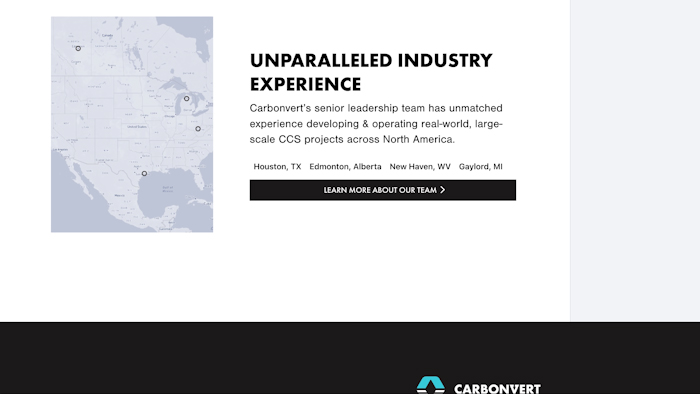 UNPARALLELED INDUSTRY
EXPERIENCE
Carbonvert's senior leadership team has unmatched
experience developing & operating real-world, large-
scale CCS projects across North America.
Houston, TX Edmonton, Alberta New Haven, WV Gaylord, MI
LEARN MORE ABOUT OUR TEAM
CARBONVERT